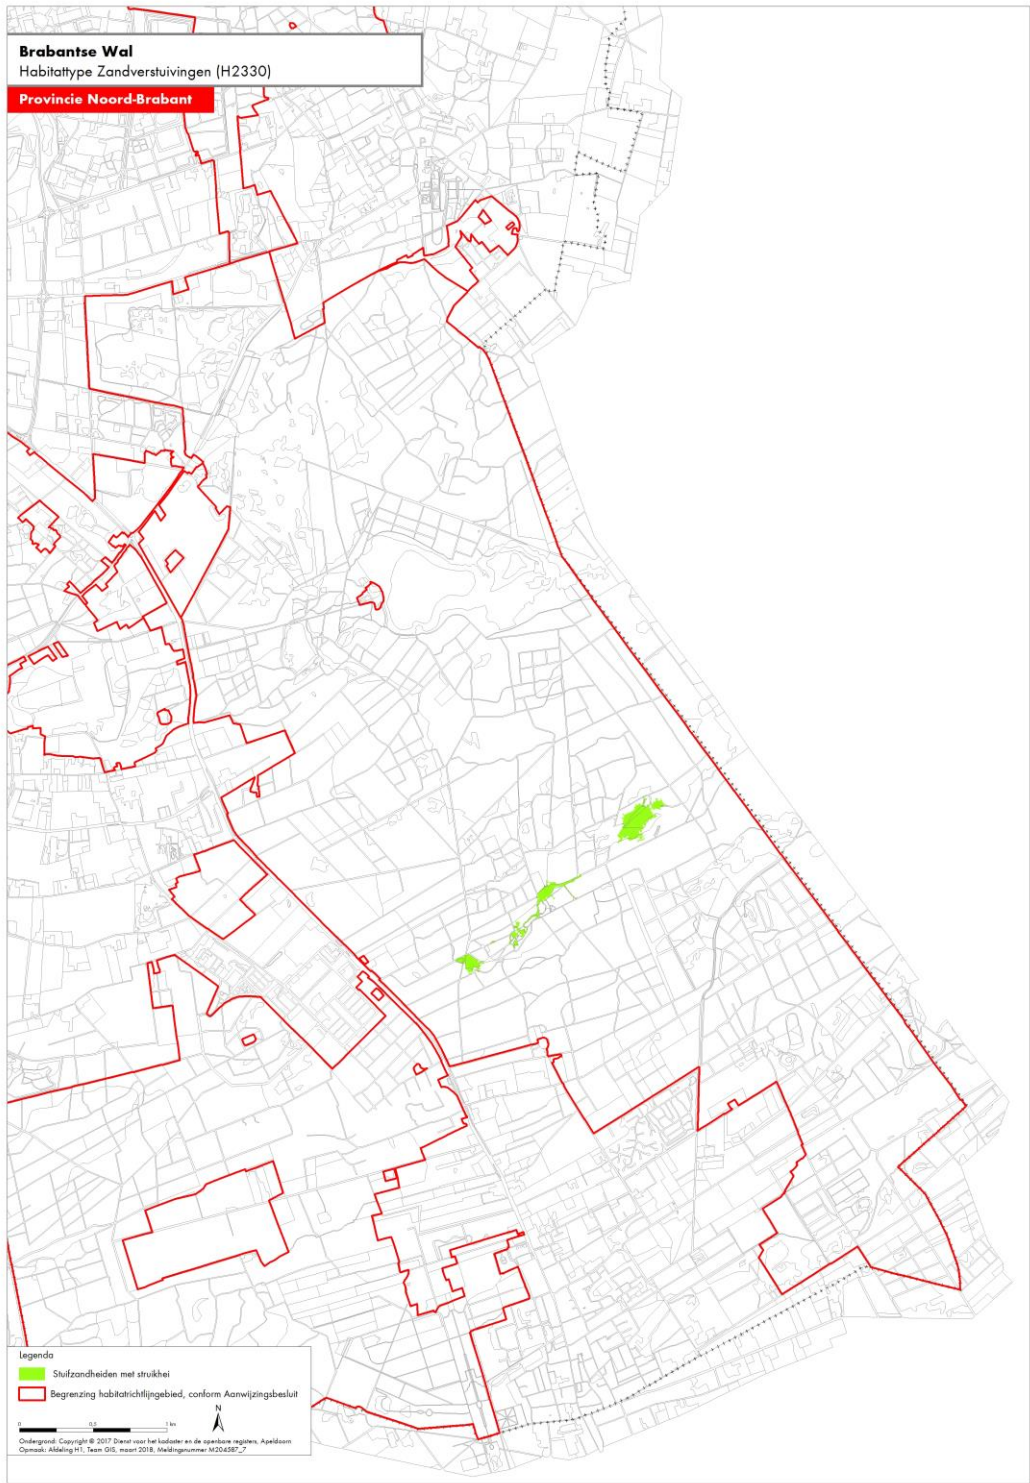 Brabantse Wal
Habitattype Zandverstuivingen (H2330)
Provincie Noord-Brabant
Legenda
Stuifzandheiden met struikhei
Begrenzing habitatrichtlijngebied, conform Aanwijzingsbesluit
N
0 0,5 1 km
Ondergrond: Copyright © 2017 Dienst voor het kadaster en de openbare registers, Apeldoorn
Opmaak: Afdeling H1, Team GIS, maart 2018, Meldingsnummer M204587_7